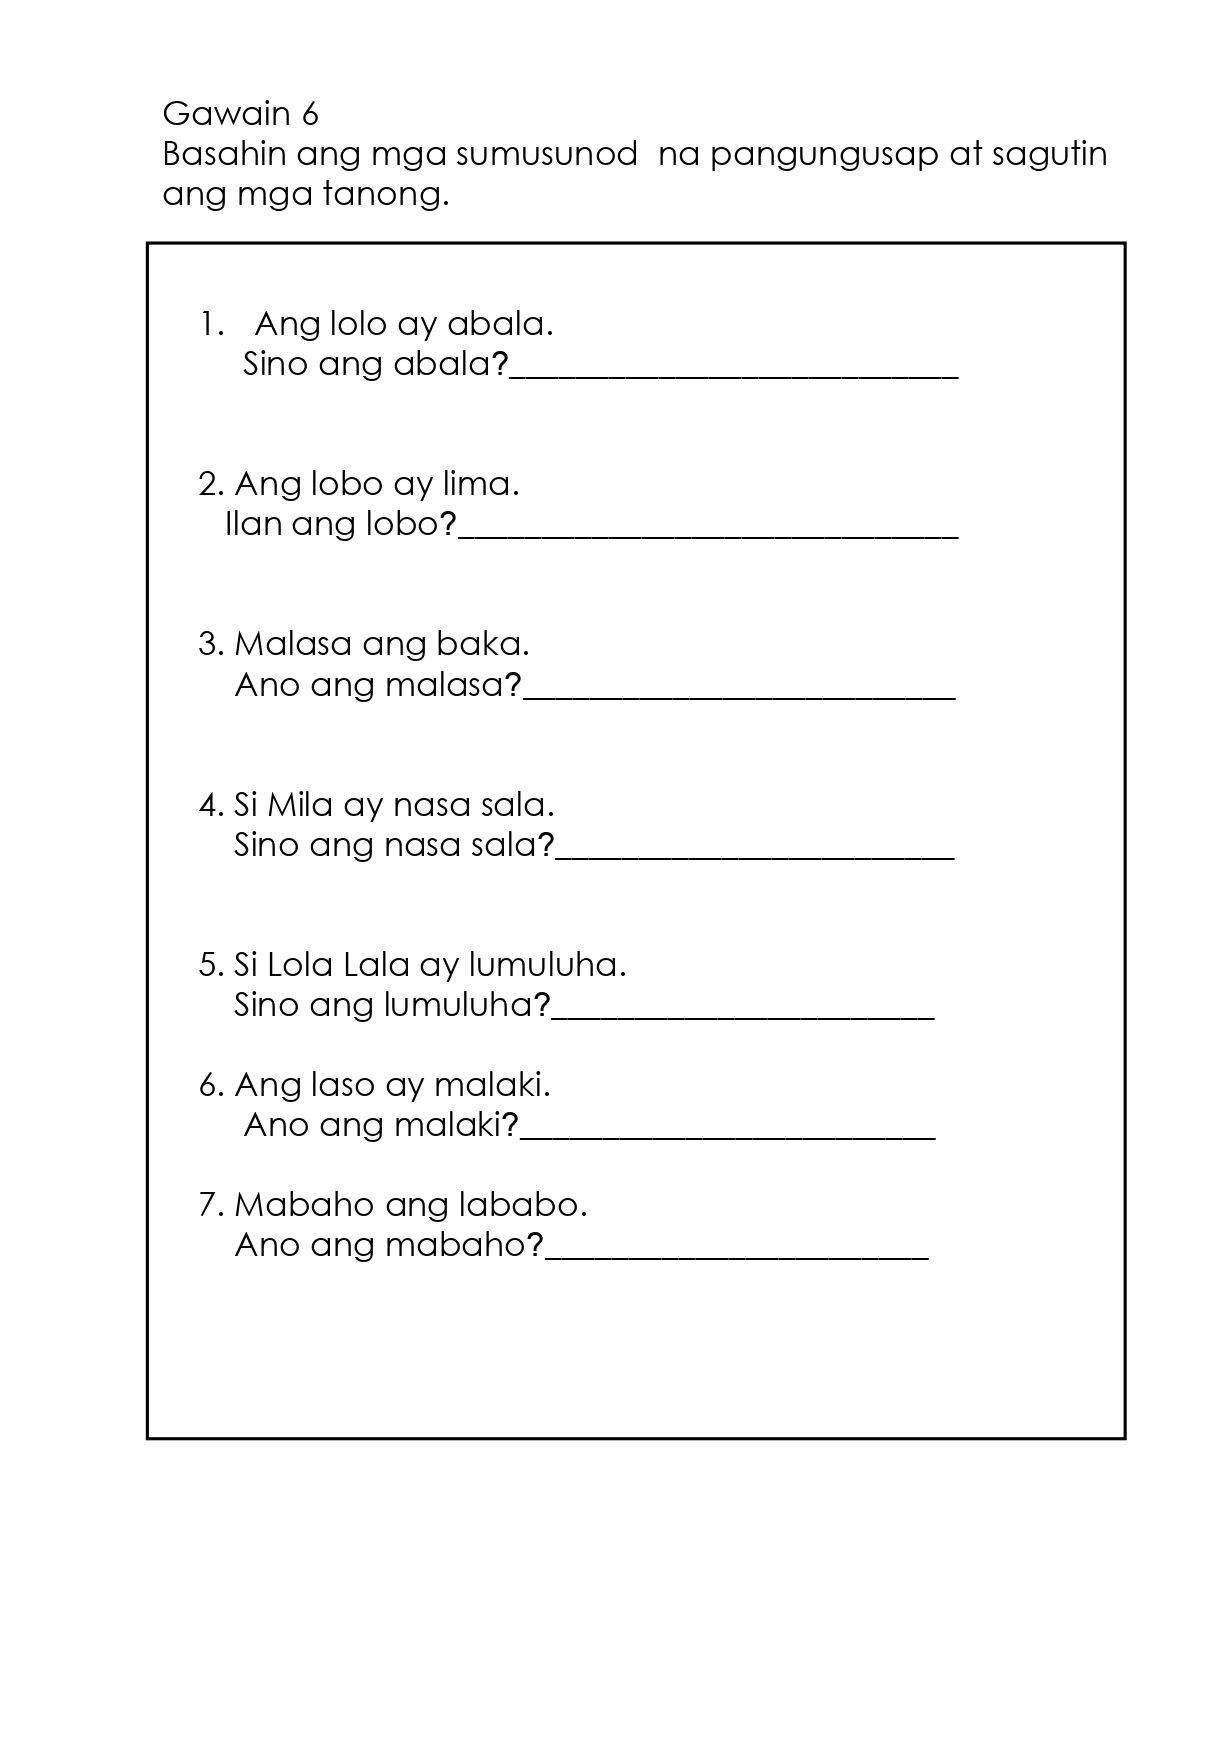 Gawain 6
Basahin ang mga sumusunod na pangungusap at sagutin
ang mga tanong.
1. Ang lolo ay abala.
Sino ang abala?___________________________
2. Ang lobo ay lima.
Ilan ang lobo?______________________________
3. Malasa ang baka.
Ano ang malasa?__________________________
4. Si Mila ay nasa sala.
Sino ang nasa sala?________________________
5. Si Lola Lala ay lumuluha.
Sino ang lumuluha?_______________________
6. Ang laso ay malaki.
Ano ang malaki?_________________________
7. Mabaho ang lababo.
Ano ang mabaho?_______________________